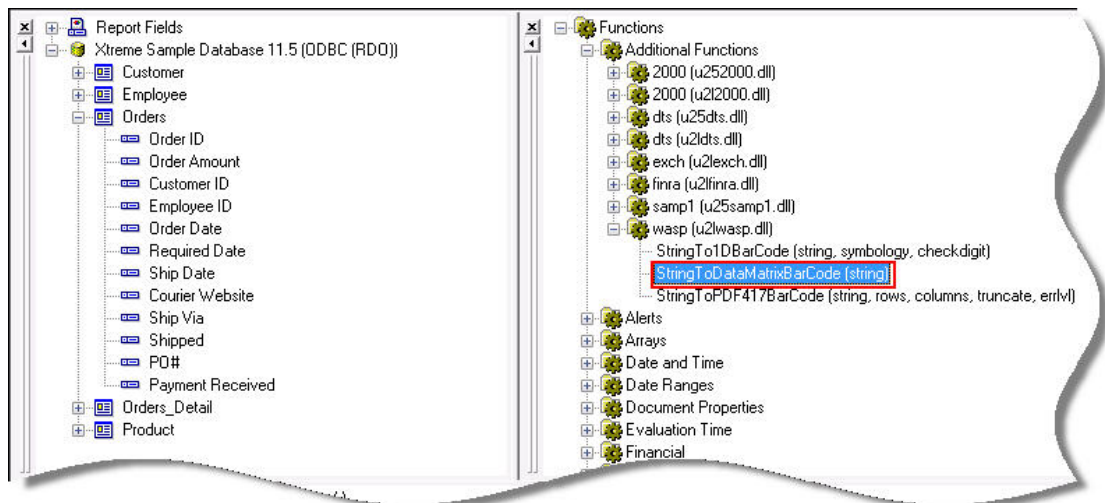 Report Fields
Xtreme Sample Database 11.5 (ODBC (RDO))
Customer
Employee
Orders
Order ID
Order Amount
Customer ID
Employee ID
Order Date
Required Date
Ship Date
Courier Website
Ship Via
Shipped
PO#
Payment Received
Orders_Detail
Product
Functions
Additional Functions
2000 (u252000.dll)
2000 (u2l2000.dll)
dts (u25dts.dll)
dts (u2ldts.dll)
exch (u2lexch.dll)
finra (u2lfinra.dll)
samp1 (u25samp1.dll)
wasp (u2lwasp.dll)
StringTo1DBarCode (string, symbology, checkdigit)
StringToDataMatrixBarCode (string)
StringToPDF417BarCode (string, rows, columns, truncate, errlvl)
Alerts
Arrays
Date and Time
Date Ranges
Document Properties
Evaluation Time
Financial